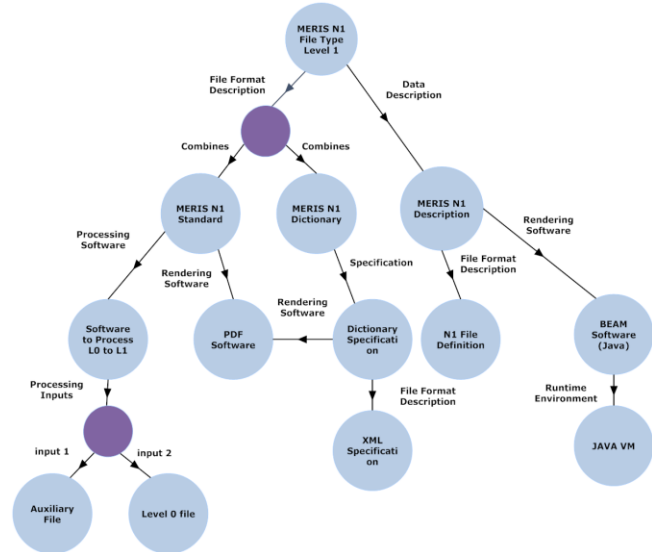 MERIS N1
File Type
Level 1
File Format
Description
Data
Description
Combines
Combines
MERIS N1
Standard
MERIS N1
Dictionary
MERIS N1
Description
Processing
Software
Rendering
Software
Specification
File Format
Description
Rendering
Software
Rendering
Software
Software
to Process
L0 to L1
PDF
Software
Dictionary
Specificati
on
N1 File
Definition
BEAM
Software
(Java)
Processing
Inputs
File Format
Description
Runtime
Environment
input 1
input 2
XML
Specificati
on
JAVA VM
Auxiliary
File
Level 0 file